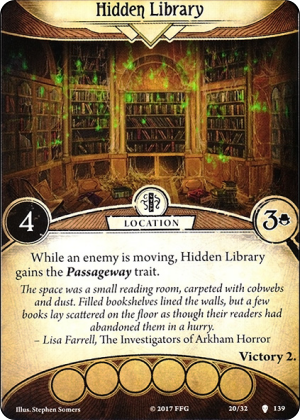 Hidden Library
4
LOCATION
3
While an enemy is moving, Hidden Library
gains the Passageway trait.
The space was a small reading room, carpeted with cobwebs
and dust. Filled bookshelves lined the walls, but a few
books lay scattered on the floor as though their readers had
abandoned them in a hurry.
– Lisa Farrell, The Investigators of Arkham Horror
Victory 2.
Illus. Stephen Somers
© 2017 FFG
20/32
139